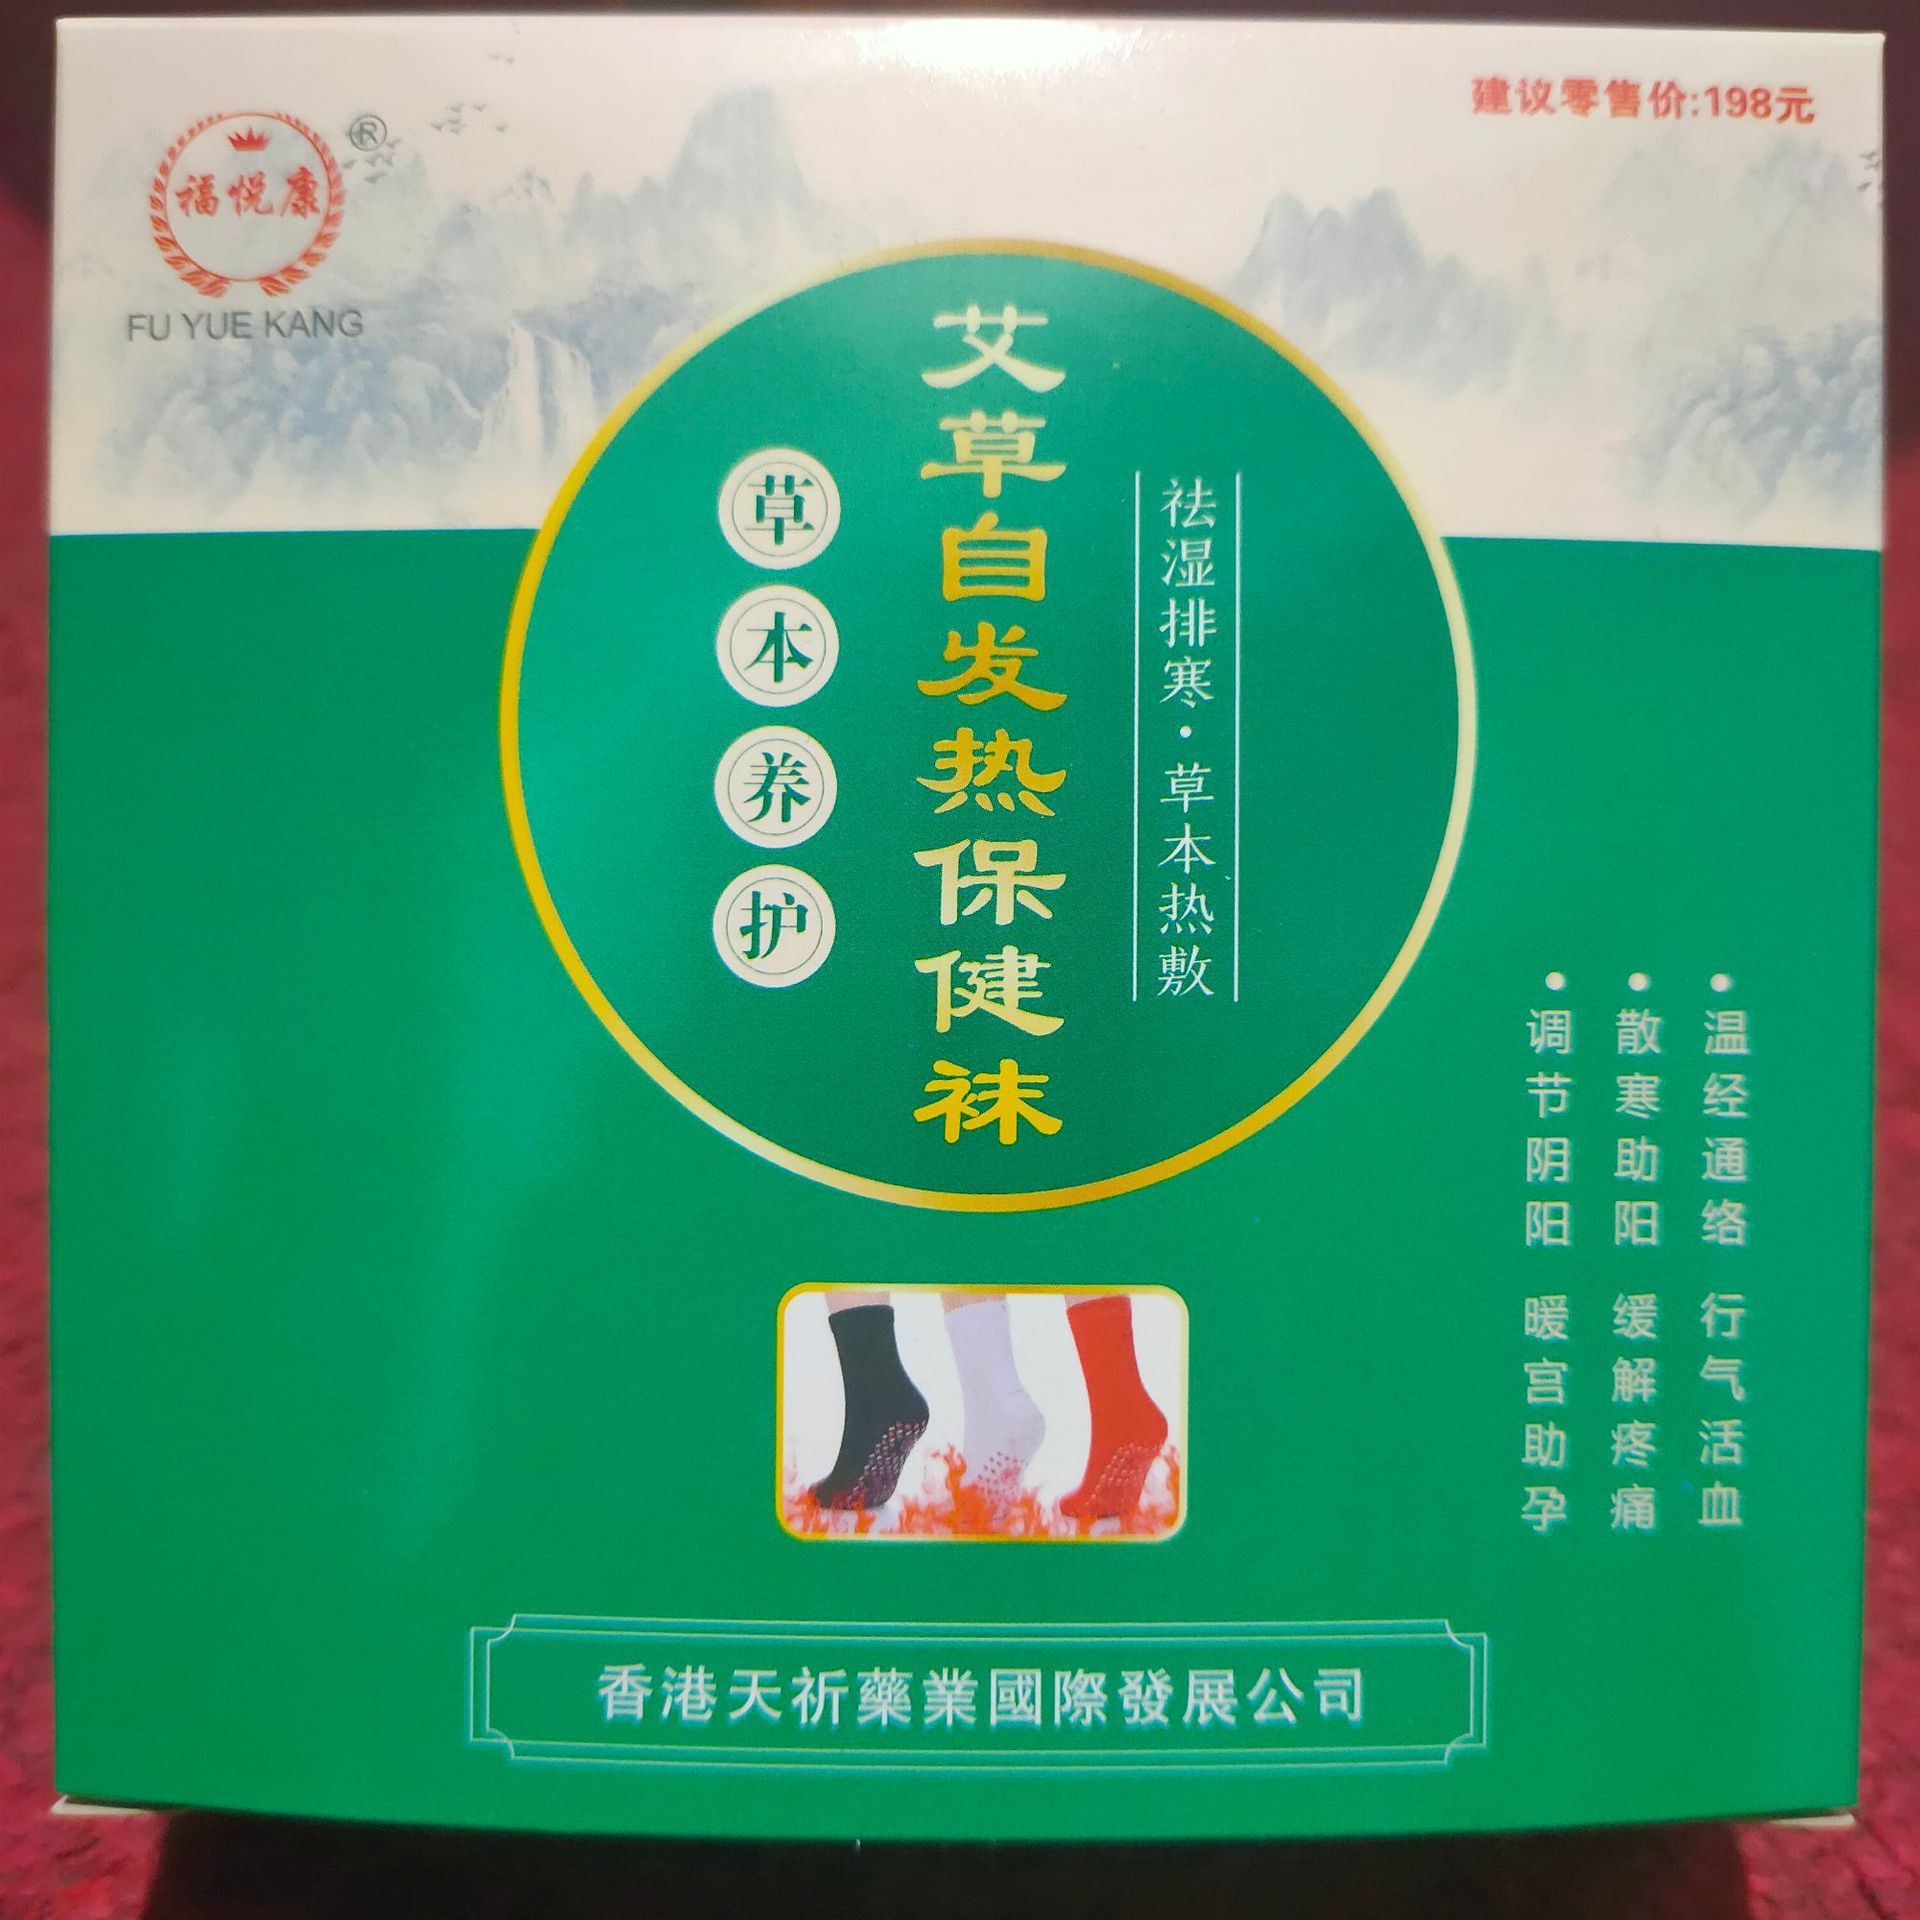 建议零售价:198元
福悦康
®
FU YUE KANG
艾草自发热保健袜
草本养护
祛湿排寒·草本热敷
•温经通络 行气活血
•散寒助阳 缓解疼痛
•调节阴阳 暖宫助孕
香港天祈藥業國際發展公司